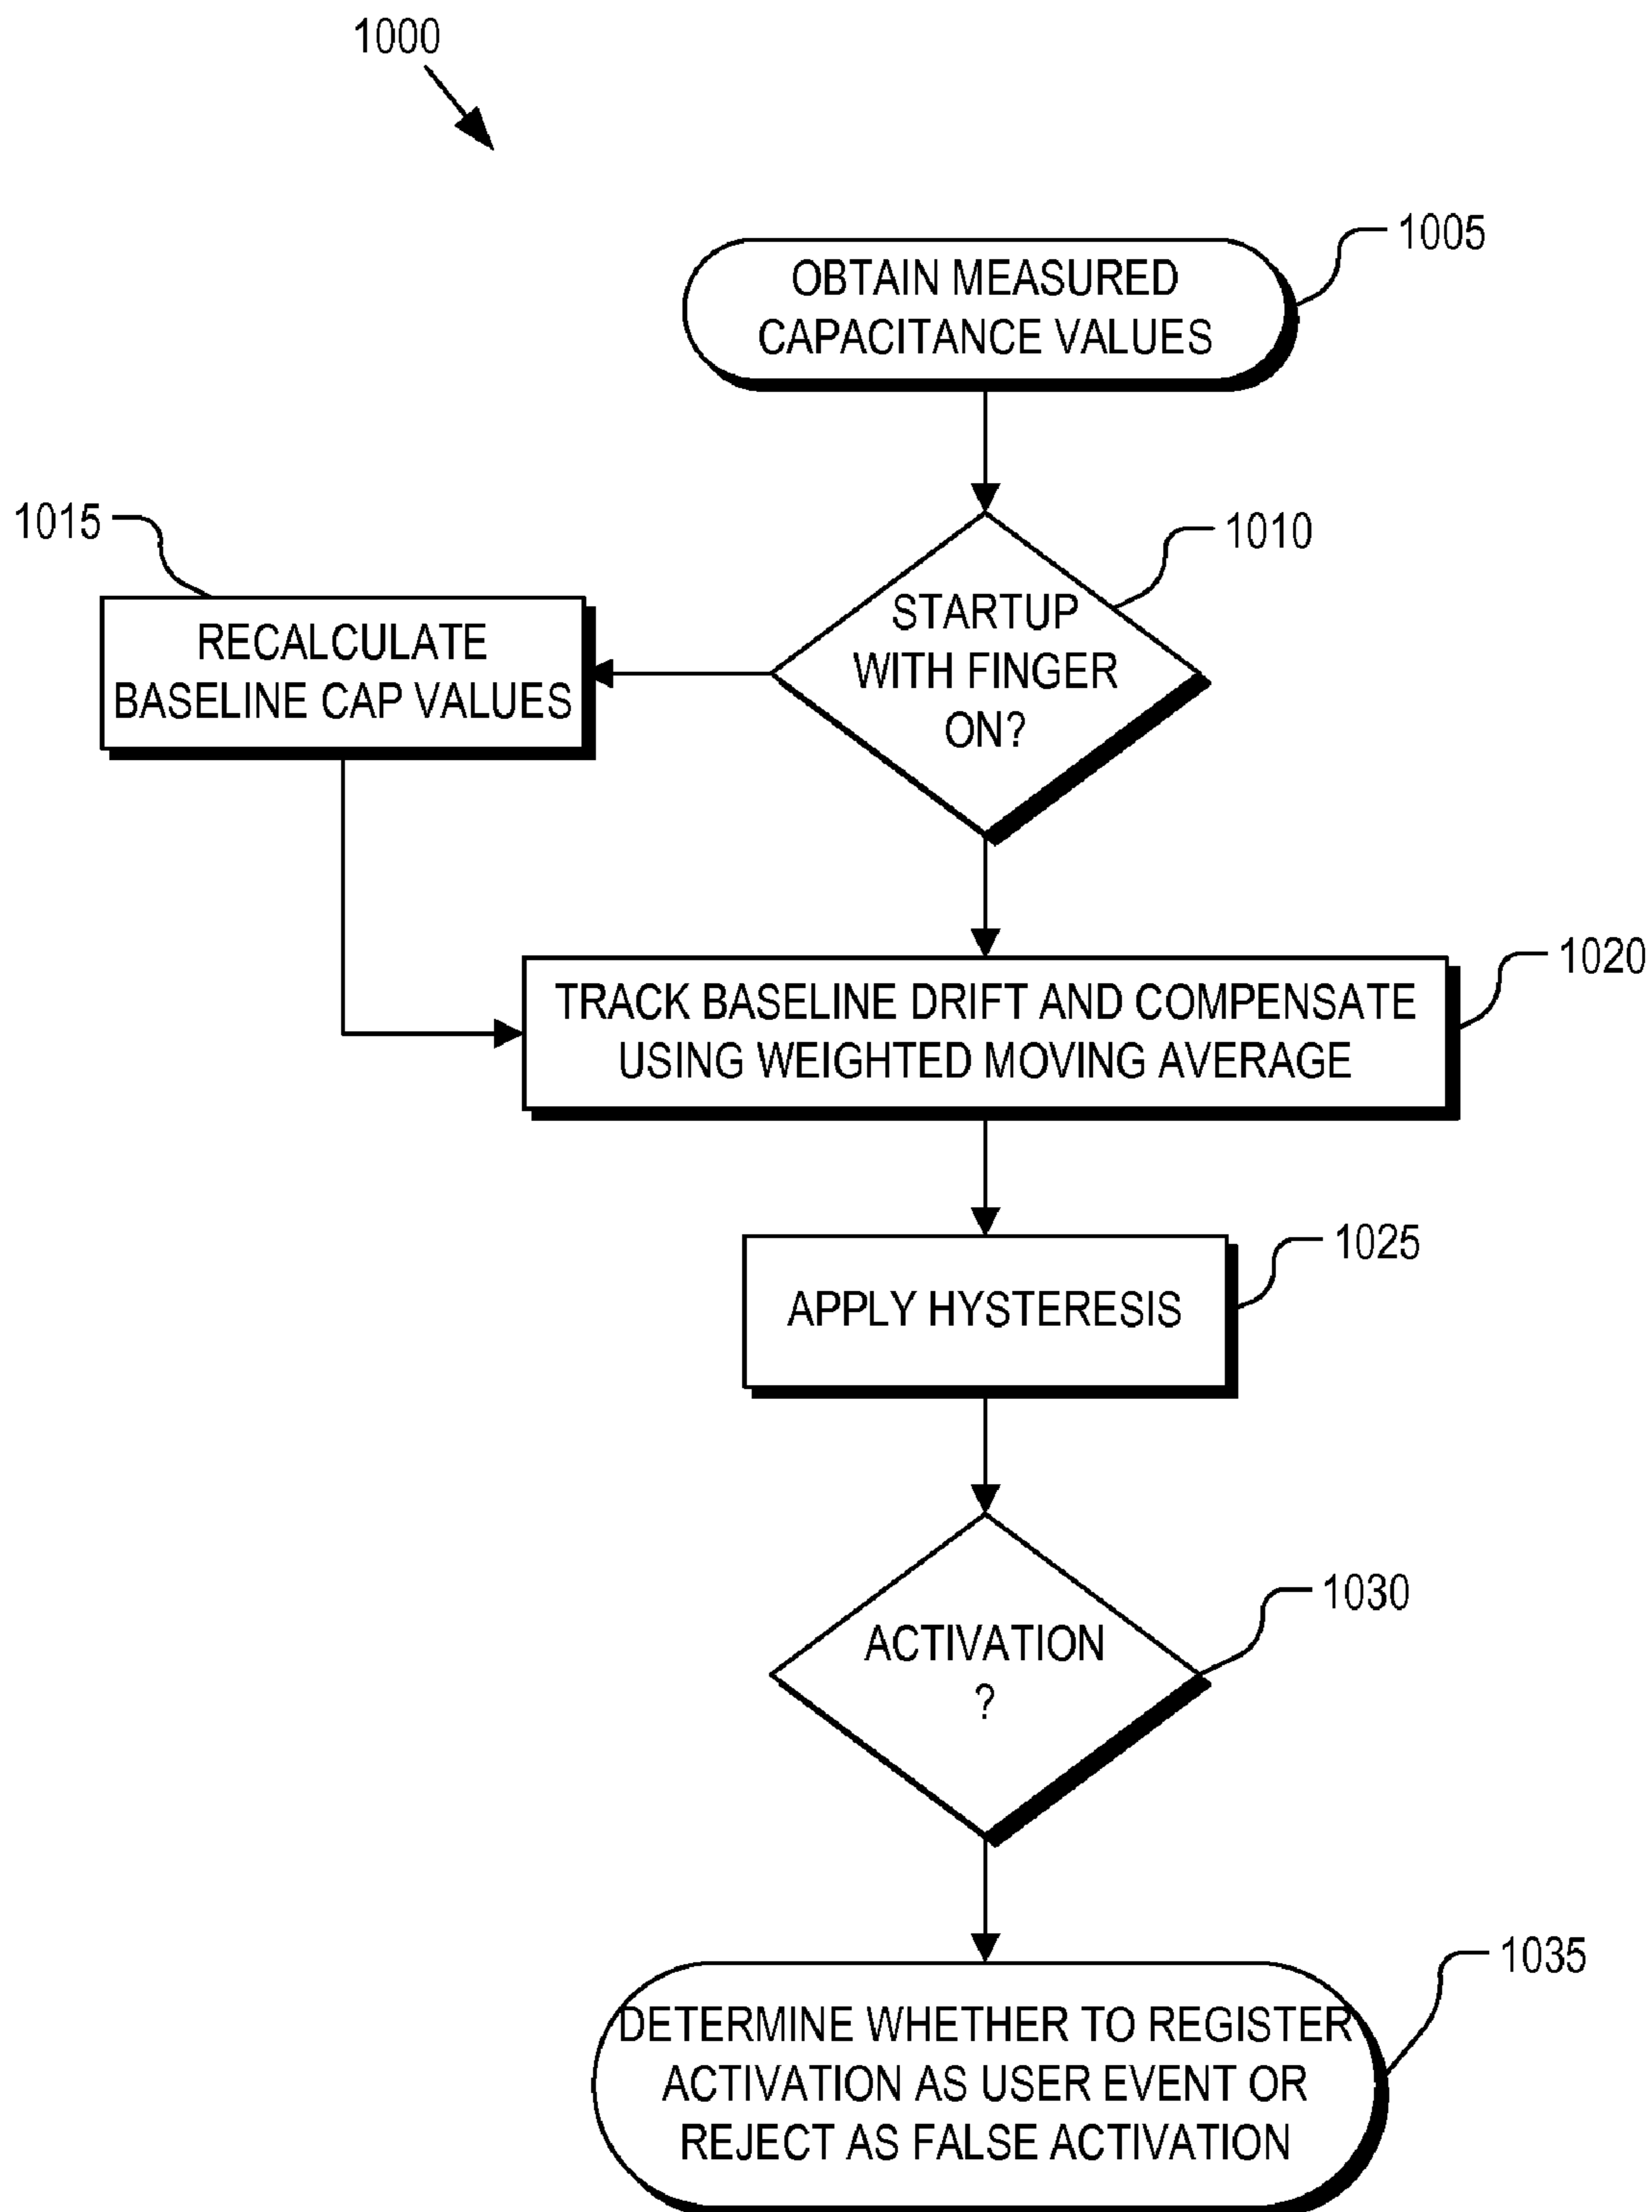 1000
1005
OBTAIN MEASURED
CAPACITANCE VALUES
1010
STARTUP
WITH FINGER
ON?
1015
RECALCULATE
BASELINE CAP VALUES
1020
TRACK BASELINE DRIFT AND COMPENSATE
USING WEIGHTED MOVING AVERAGE
1025
APPLY HYSTERESIS
1030
ACTIVATION
?
1035
DETERMINE WHETHER TO REGISTER
ACTIVATION AS USER EVENT OR
REJECT AS FALSE ACTIVATION